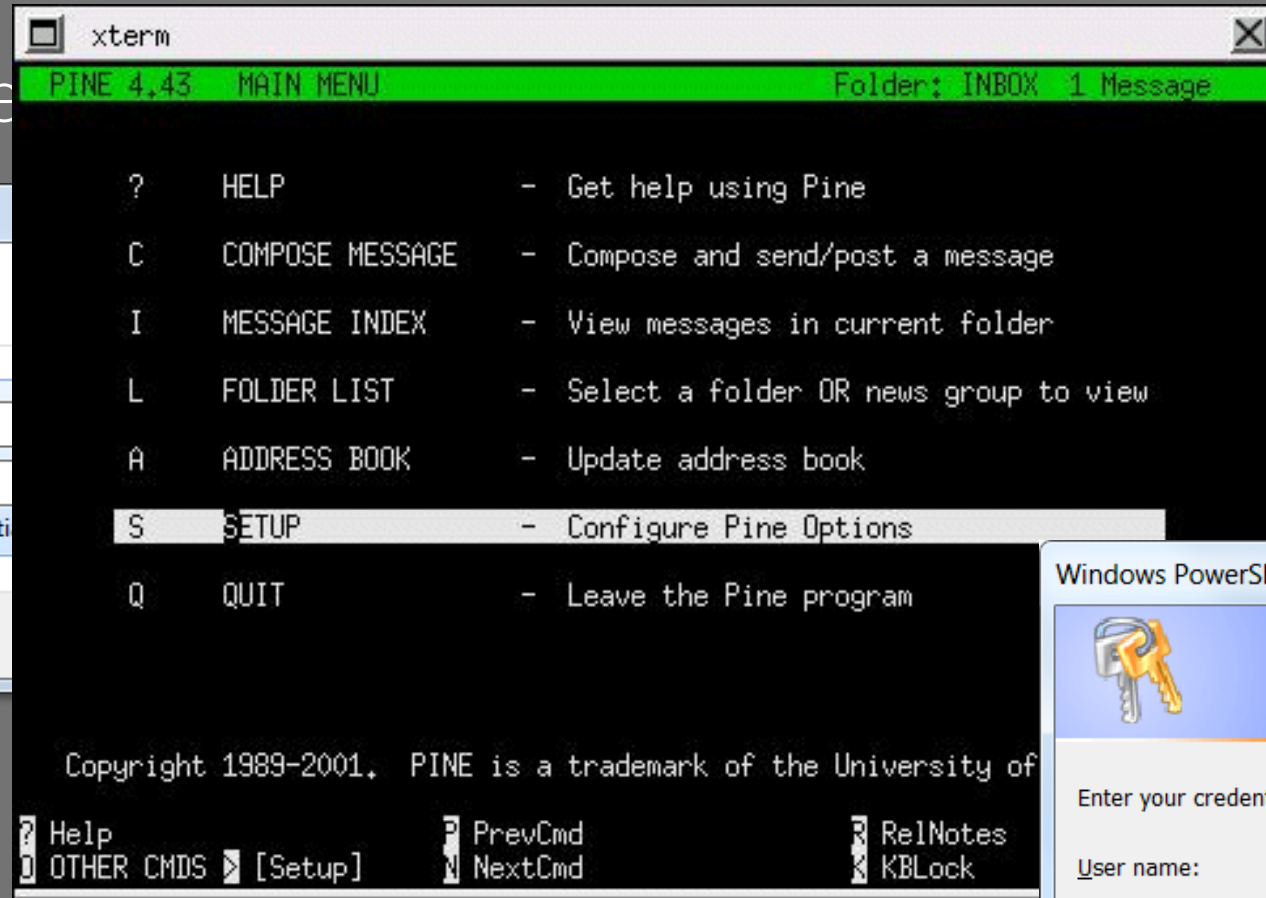 xterm
PINE 4.43 MAIN MENU Folder: INBOX 1 Message
? HELP - Get help using Pine
C COMPOSE MESSAGE - Compose and send/post a message
I MESSAGE INDEX - View messages in current folder
L FOLDER LIST - Select a folder OR news group to view
A ADDRESS BOOK - Update address book
S SETUP - Configure Pine Options
Q QUIT - Leave the Pine program
Copyright 1989-2001. PINE is a trademark of the University of
? Help P PrevCmd R RelNotes
O OTHER CMDS > [Setup] N NextCmd K KBLock
Windows
Enter your
User name: